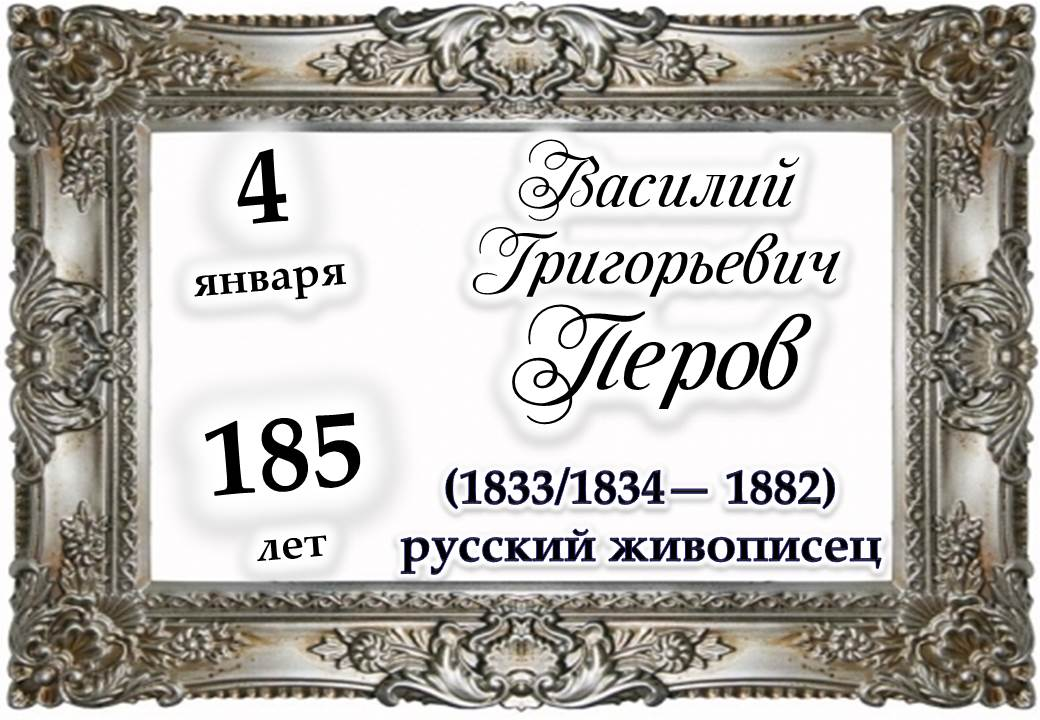 4
января
185
лет
Василий
Григорьевич
Перов
(1833/1834— 1882)
русский живописец